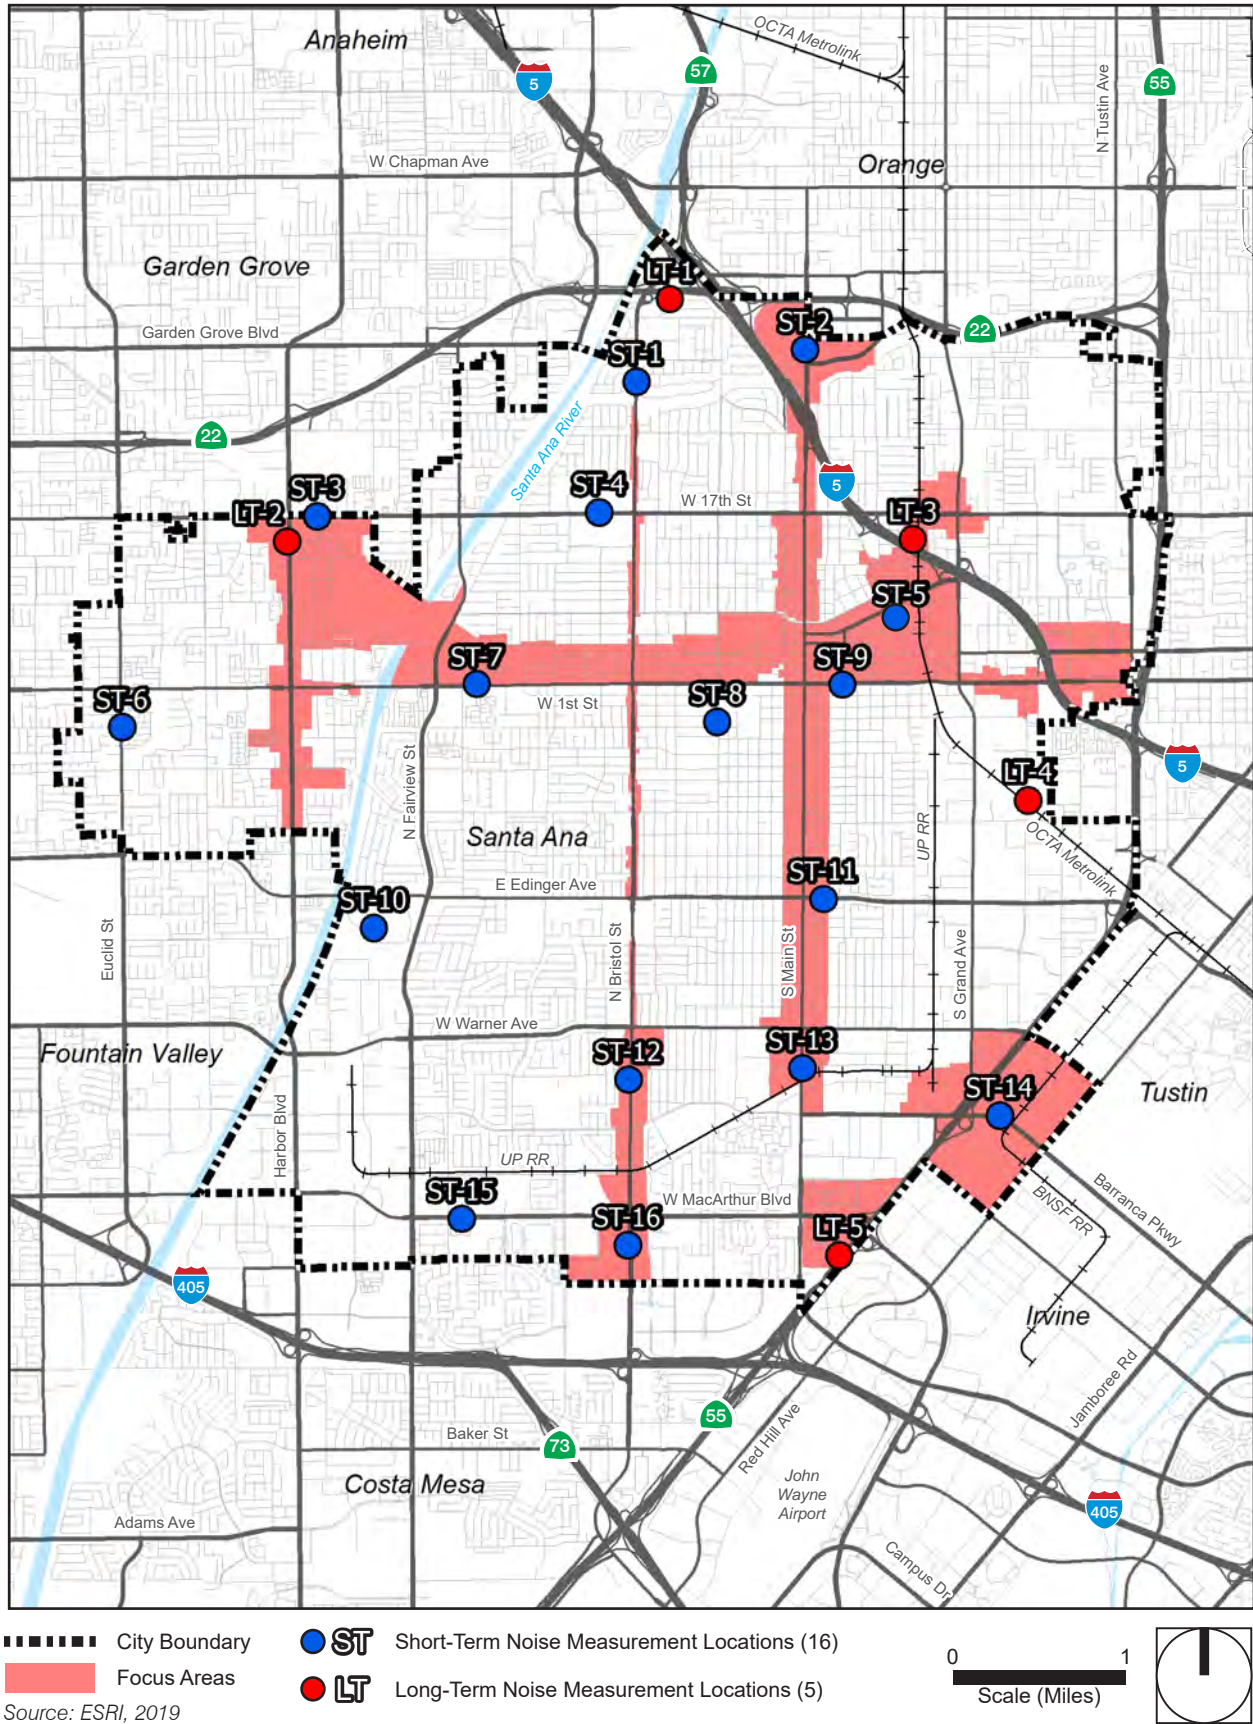 Anaheim
OCTA Metrolink
5
57
55
N Tustin Ave
W Chapman Ave
Orange
Garden Grove
LT-1
Garden Grove Blvd
ST-2
22
ST-1
Santa Ana River
22
5
ST-3
ST-4
W 17th St
LT-2
LT-3
ST-5
ST-7
ST-9
ST-6
W 1st St
ST-8
N Fairview St
5
LT-4
Santa Ana
UP RR
OCTA Metrolink
ST-11
E Edinger Ave
ST-10
Euclid St
N Bristol St
S Main St
S Grand Ave
W Warner Ave
Fountain Valley
ST-12
ST-13
ST-14
Tustin
Harbor Blvd
UP RR
ST-15
W MacArthur Blvd
BNSF RR
Barranca Pkwy
ST-16
LT-5
405
Irvine
Jamboree Rd
55
Red Hill Ave
Baker St
73
Costa Mesa
John
Wayne
Airport
405
Adams Ave
Campus Dr
City Boundary
ST Short-Term Noise Measurement Locations (16)
Focus Areas
LT Long-Term Noise Measurement Locations (5)
0 1
Scale (Miles)
Source: ESRI, 2019